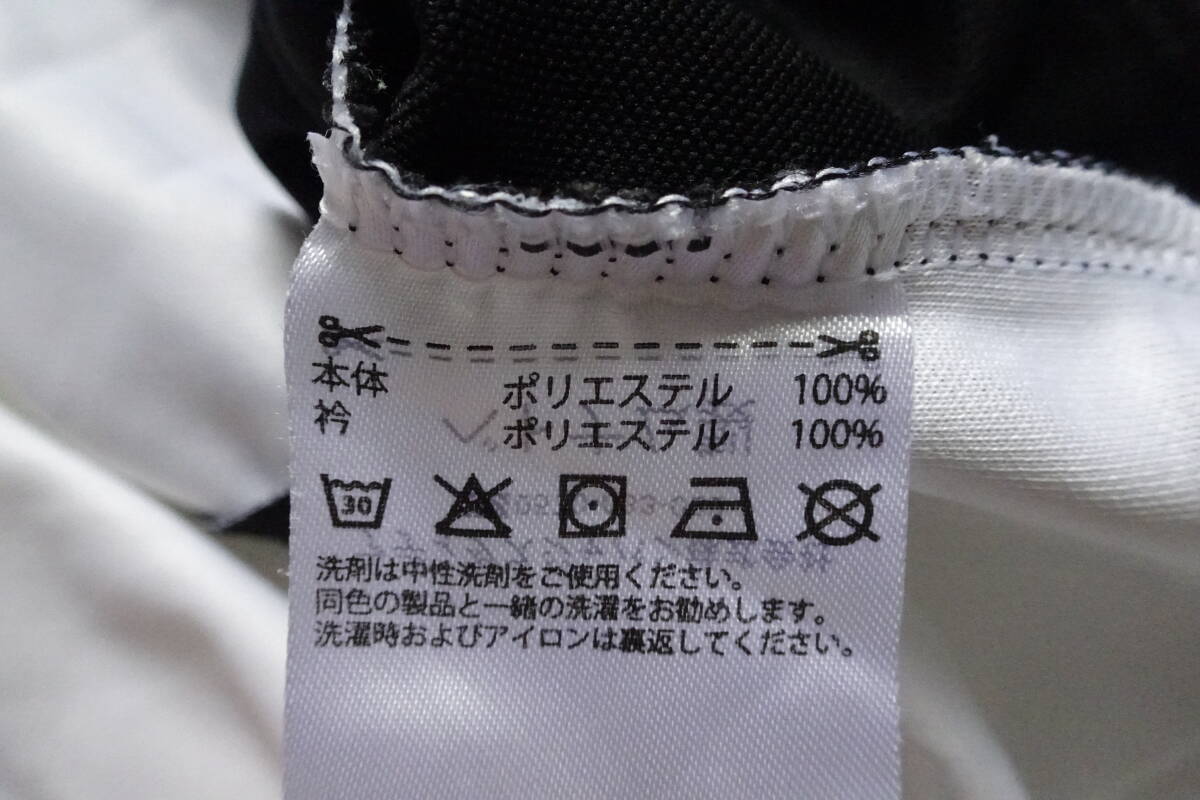 本体 ポリエステル 100%
衿 ポリエステル 100%
30
洗剤は中性洗剤をご使用ください。
同色の製品と一緒の洗濯をお勧めします。
洗濯時およびアイロンは裏返してください。